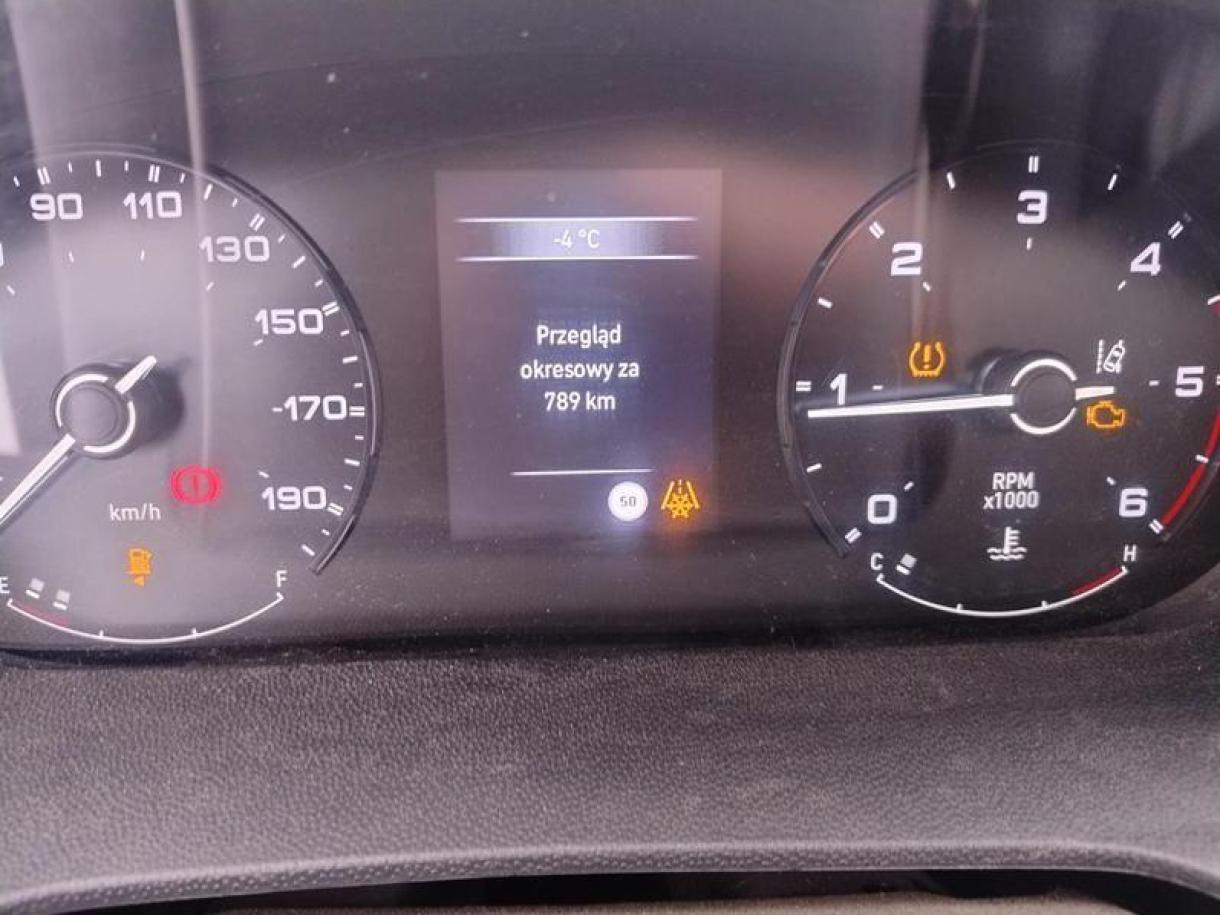 90
110
130
150
170
190
km/h
E
F
-4 °C
Przegląd
okresowy za
789 km
50
0
1
2
3
4
5
6
RPM
x1000
C
H